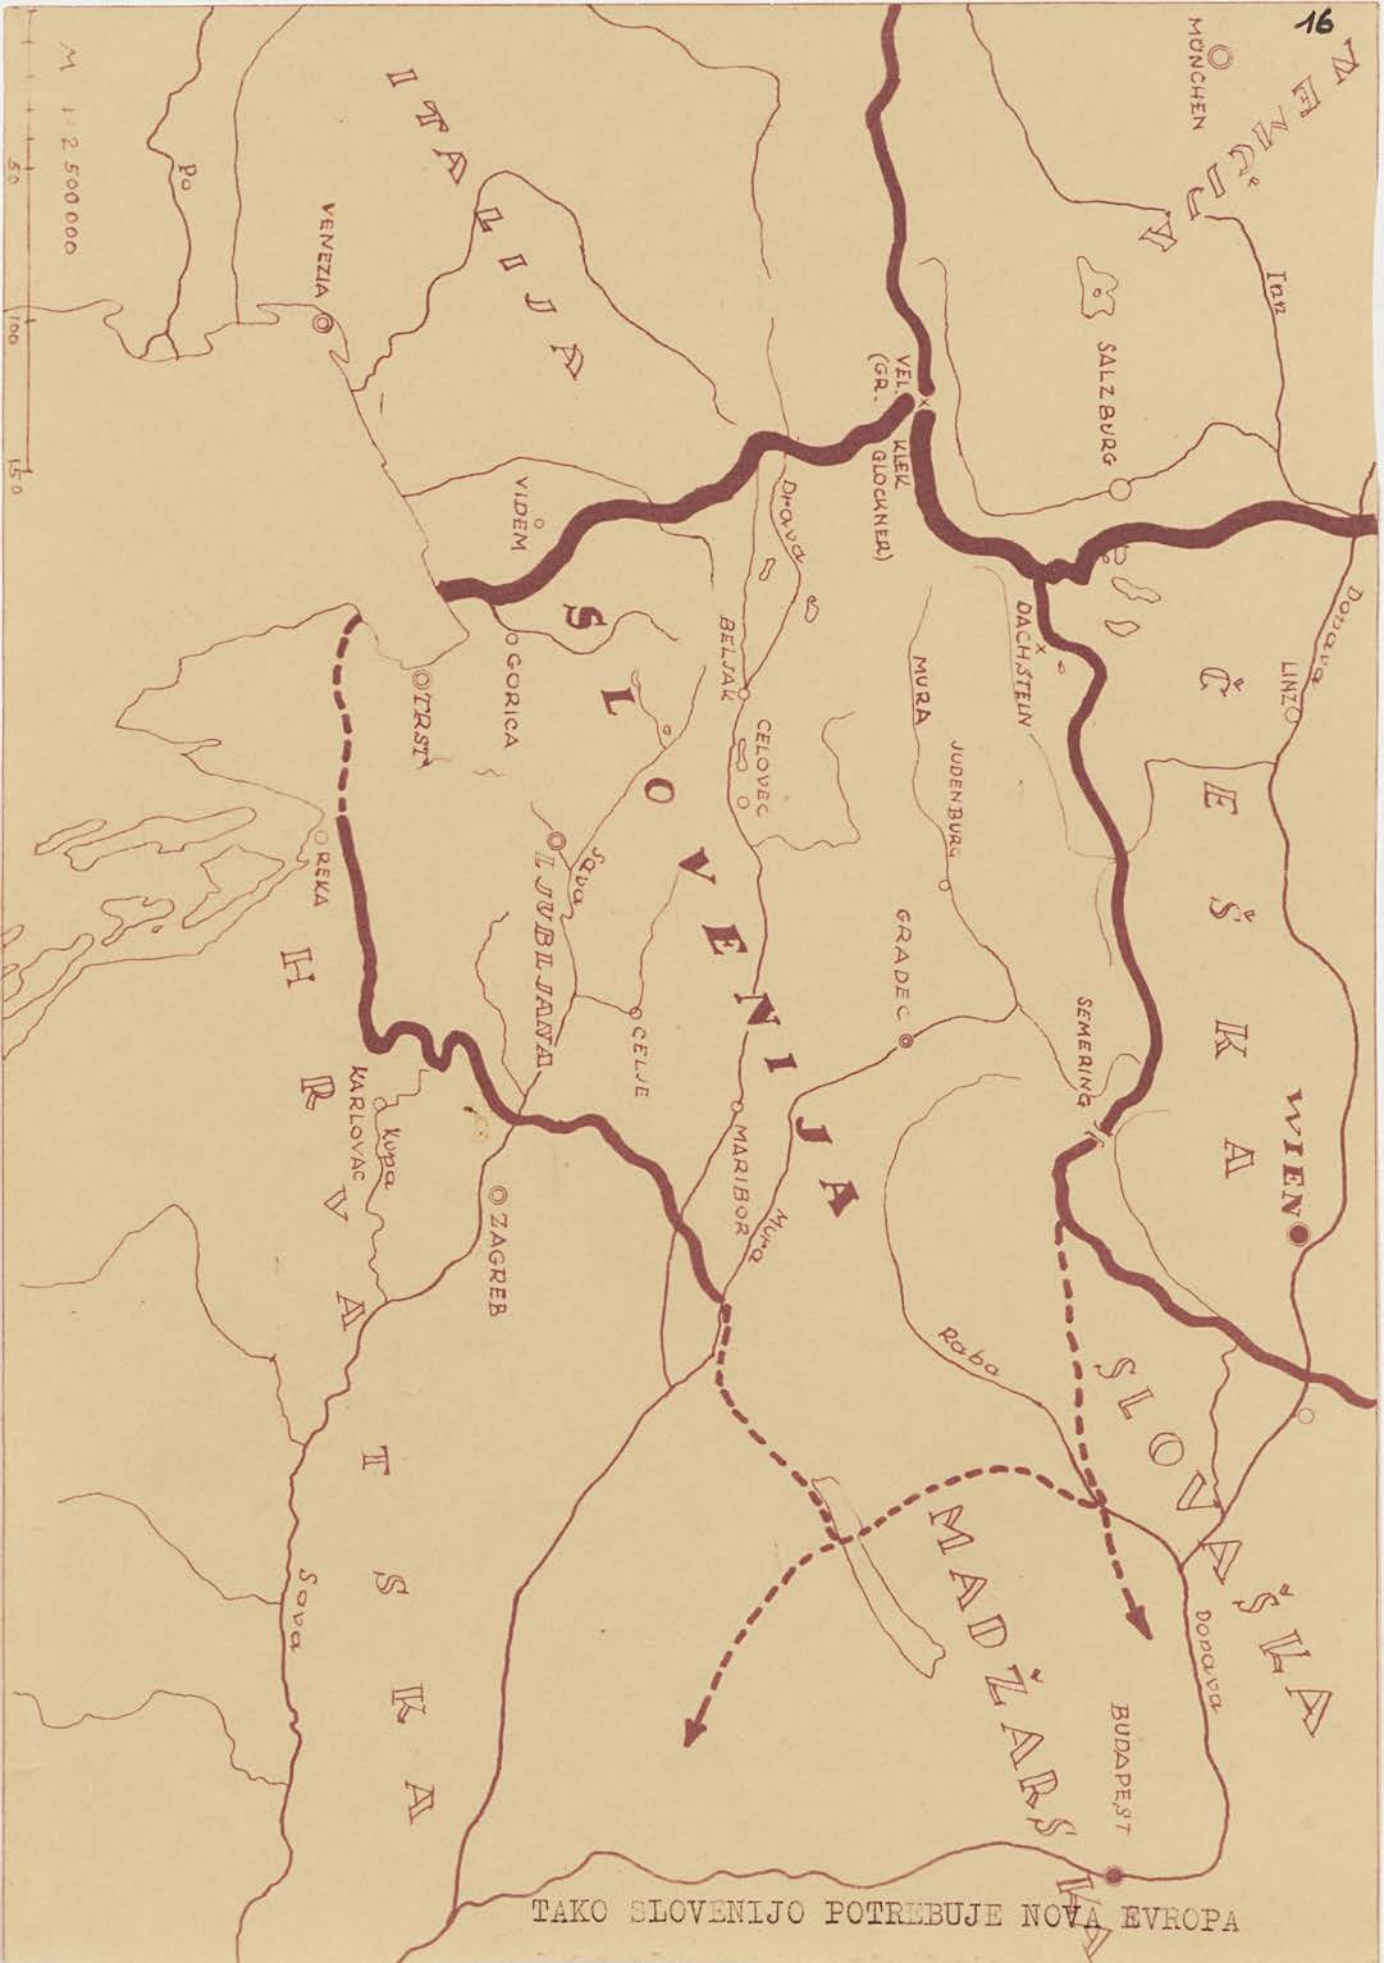 16
NEMČIJA
MÜNCHEN
Inn
SALZBURG
Donava
LINZ
ČEŠKA
WIEN
SLOVAŠKA
Donava
VEL. KLEK
(GR. GLOCKNER)
DACHSTEIN
MURA
JUDENBURG
GRADEC
SEMERING
Raba
MADŽARSKA
BUDAPEST
ITALIJA
Drava
BELJAK
CELOVEC
SLOVENIJA
MARIBOR
Mura
VIDEM
GORICA
TRST
Sava
LJUBLJANA
CELJE
VENEZIA
Po
REKA
HRVATSKA
KARLOVAC
Kupa
ZAGREB
Sava
M 1:2 500000
50
100
150
TAKO SLOVENIJO POTREBUJE NOVA EVROPA